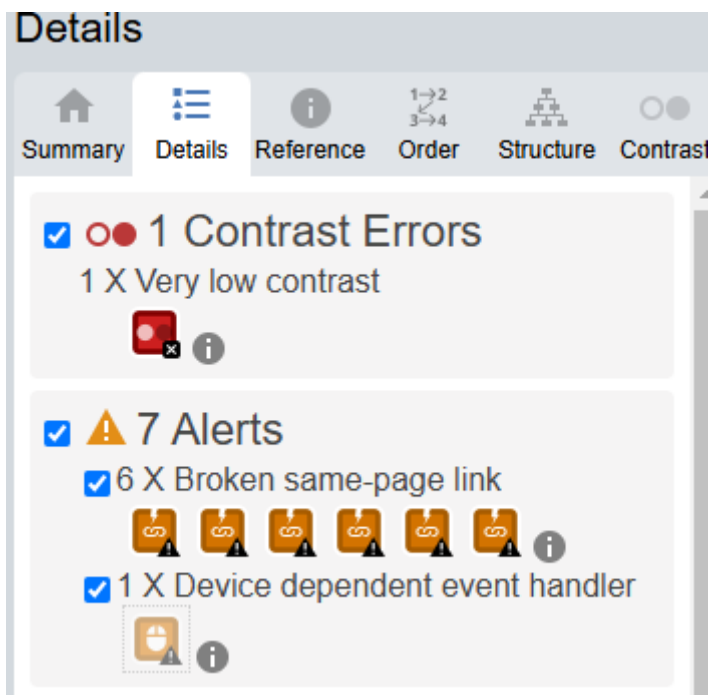 Details
1→2
3→4
Summary Details Reference Order Structure Contrast
1 Contrast Errors
1 X Very low contrast
7 Alerts
6 X Broken same-page link
1 X Device dependent event handler